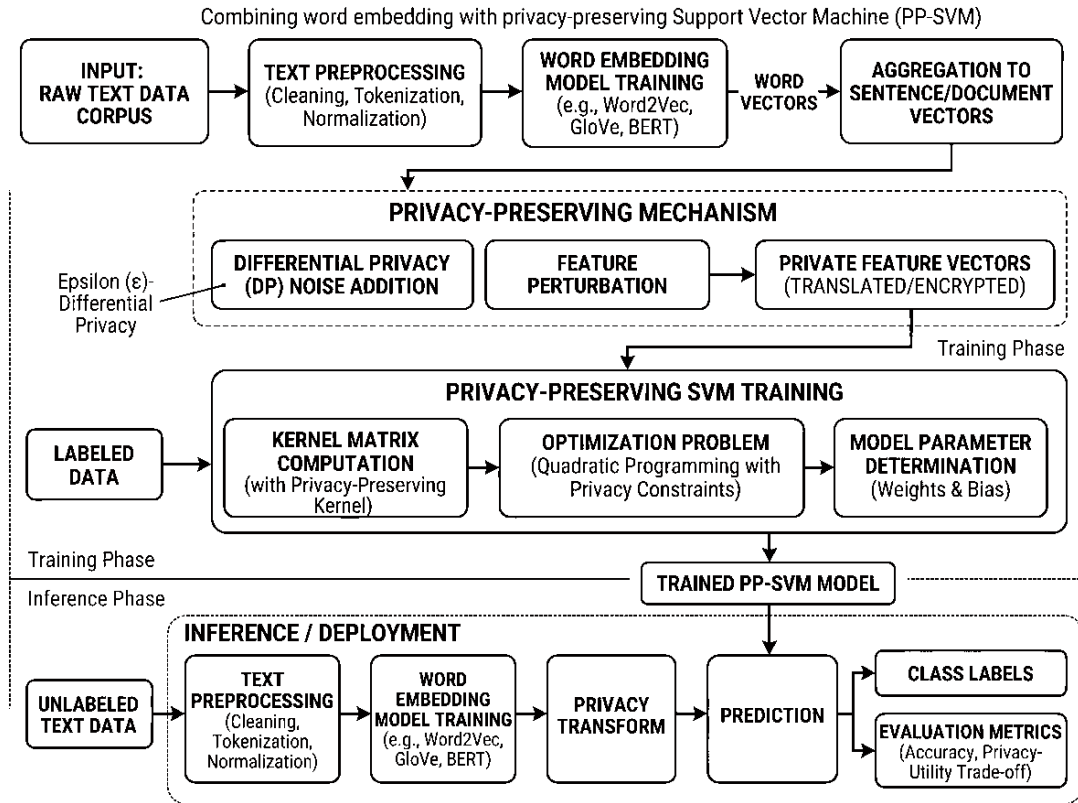 Combining word embedding with privacy-preserving Support Vector Machine (PP-SVM)
INPUT:
RAW TEXT DATA
CORPUS
TEXT PREPROCESSING
(Cleaning, Tokenization,
Normalization)
WORD EMBEDDING
MODEL TRAINING
(e.g., Word2Vec,
GloVe, BERT)
WORD
VECTORS
AGGREGATION TO
SENTENCE/DOCUMENT
VECTORS
PRIVACY-PRESERVING MECHANISM
Epsilon (ε)-
Differential
Privacy
DIFFERENTIAL PRIVACY
(DP) NOISE ADDITION
FEATURE
PERTURBATION
PRIVATE FEATURE VECTORS
(TRANSLATED/ENCRYPTED)
Training Phase
PRIVACY-PRESERVING SVM TRAINING
LABELED
DATA
KERNEL MATRIX
COMPUTATION
(with Privacy-Preserving
Kernel)
OPTIMIZATION PROBLEM
(Quadratic Programming with
Privacy Constraints)
MODEL PARAMETER
DETERMINATION
(Weights & Bias)
Training Phase
TRAINED PP-SVM MODEL
Inference Phase
INFERENCE / DEPLOYMENT
UNLABELED
TEXT DATA
TEXT
PREPROCESSING
(Cleaning,
Tokenization,
Normalization)
WORD
EMBEDDING
MODEL TRAINING
(e.g., Word2Vec,
GloVe, BERT)
PRIVACY
TRANSFORM
PREDICTION
CLASS LABELS
EVALUATION METRICS
(Accuracy, Privacy-
Utility Trade-off)